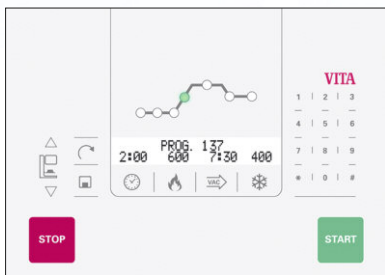 VITA
1 | 2 | 3
4 | 5 | 6
7 | 8 | 9
* | 0 | #
PROG. 137
2:00 600 7:30 400
VAC
STOP
START